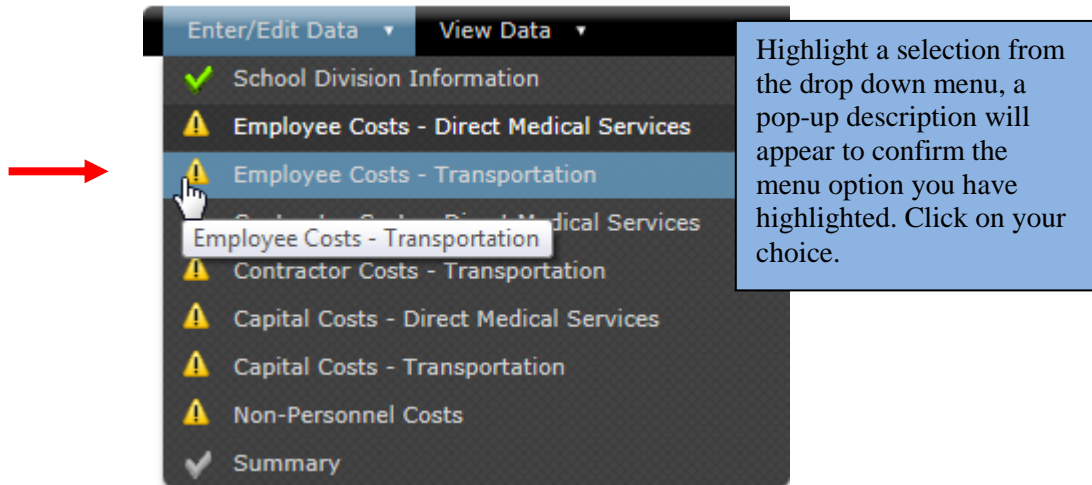 Enter/Edit Data ▾ View Data ▾
School Division Information
Employee Costs - Direct Medical Services
Employee Costs - Transportation
dical Services
Employee Costs - Transportation
Contractor Costs - Transportation
Capital Costs - Direct Medical Services
Capital Costs - Transportation
Non-Personnel Costs
Summary
Highlight a selection from
the drop down menu, a
pop-up description will
appear to confirm the
menu option you have
highlighted. Click on your
choice.